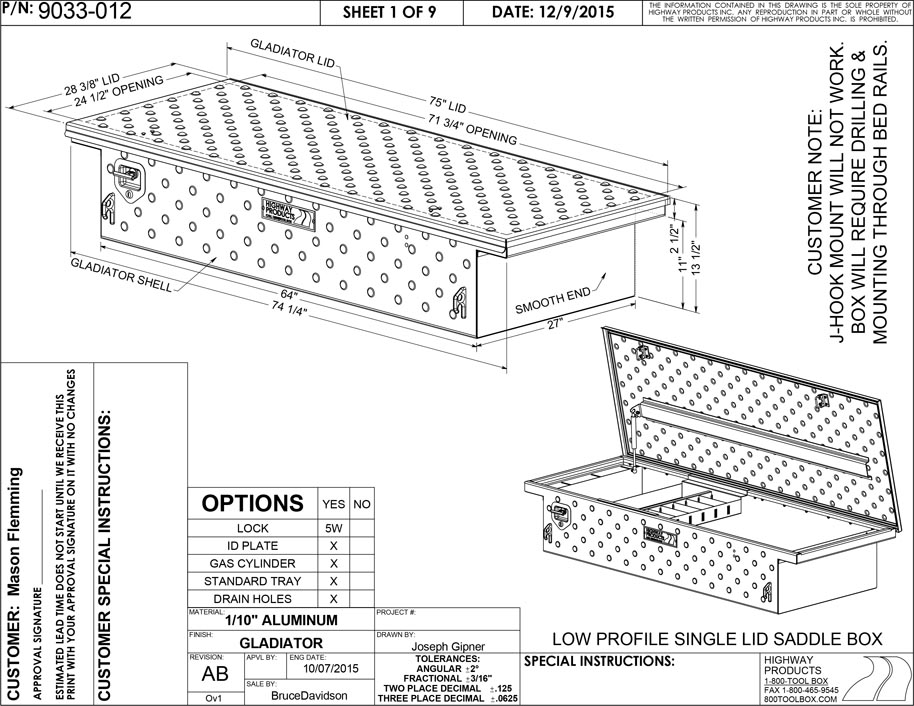 P/N: 9033-012
SHEET 1 OF 9
DATE: 12/9/2015
THE INFORMATION CONTAINED IN THIS DRAWING IS THE SOLE PROPERTY OF
HIGHWAY PRODUCTS INC. ANY REPRODUCTION IN PART OR WHOLE WITHOUT
THE WRITTEN PERMISSION OF HIGHWAY PRODUCTS INC. IS PROHIBITED.
GLADIATOR LID
28 3/8" LID
24 1/2" OPENING
75" LID
71 3/4" OPENING
HIGHWAY
PRODUCTS
2 1/2"
11"
13 1/2"
GLADIATOR SHELL
64"
74 1/4"
SMOOTH END
27"
CUSTOMER NOTE:
J-HOOK MOUNT WILL NOT WORK.
BOX WILL REQUIRE DRILLING &
MOUNTING THROUGH BED RAILS.
CUSTOMER: Mason Flemming
APPROVAL SIGNATURE
ESTIMATED LEAD TIME DOES NOT START UNTIL WE RECEIVE THIS
PRINT WITH YOUR APPROVAL SIGNATURE ON IT WITH NO CHANGES
CUSTOMER SPECIAL INSTRUCTIONS:
OPTIONS YES NO
LOCK 5W
ID PLATE X
GAS CYLINDER X
STANDARD TRAY X
DRAIN HOLES X
MATERIAL:
1/10" ALUMINUM
PROJECT #:
FINISH:
GLADIATOR
DRAWN BY:
Joseph Gipner
REVISION:
AB
Ov1
APVL BY:
ENG DATE:
10/07/2015
SALE BY:
BruceDavidson
TOLERANCES:
ANGULAR ±2°
FRACTIONAL ±3/16"
TWO PLACE DECIMAL ±.125
THREE PLACE DECIMAL ±.0625
LOW PROFILE SINGLE LID SADDLE BOX
SPECIAL INSTRUCTIONS:
HIGHWAY
PRODUCTS
1-800-TOOL BOX
FAX 1-800-465-9545
800TOOLBOX.COM